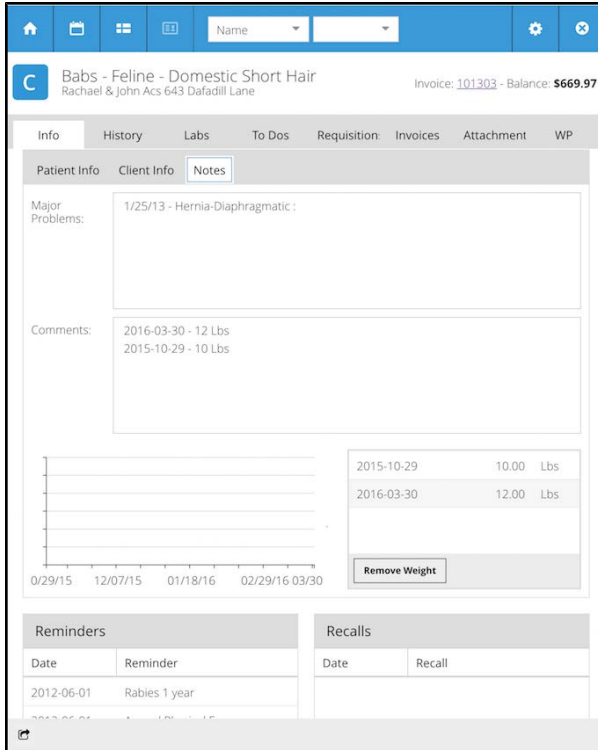 Name
C
Babs - Feline - Domestic Short Hair
Rachael & John Acs 643 Dafadill Lane
Invoice: 101303 - Balance: $669.97
Info History Labs To Dos Requisition: Invoices Attachment WP
Patient Info Client Info Notes
Major Problems:
1/25/13 - Hernia-Diaphragmatic :
Comments:
2016-03-30 - 12 Lbs
2015-10-29 - 10 Lbs
2015-10-29 10.00 Lbs
2016-03-30 12.00 Lbs
Remove Weight
0/29/15 12/07/15 01/18/16 02/29/16 03/30
Reminders
Date Reminder
2012-06-01 Rabies 1 year
Recalls
Date Recall